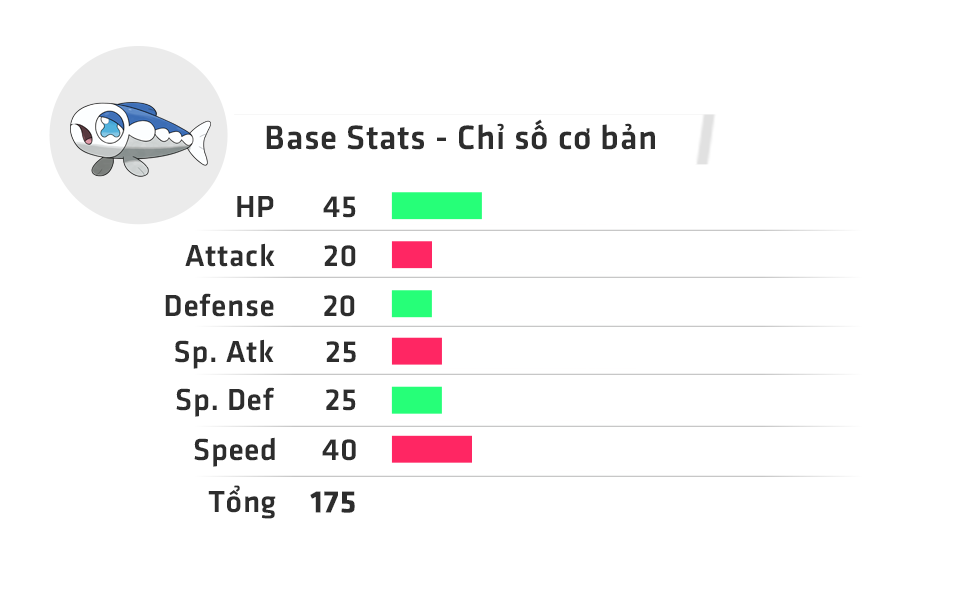 Base Stats - Chỉ số cơ bản
HP 45
Attack 20
Defense 20
Sp. Atk 25
Sp. Def 25
Speed 40
Tổng 175